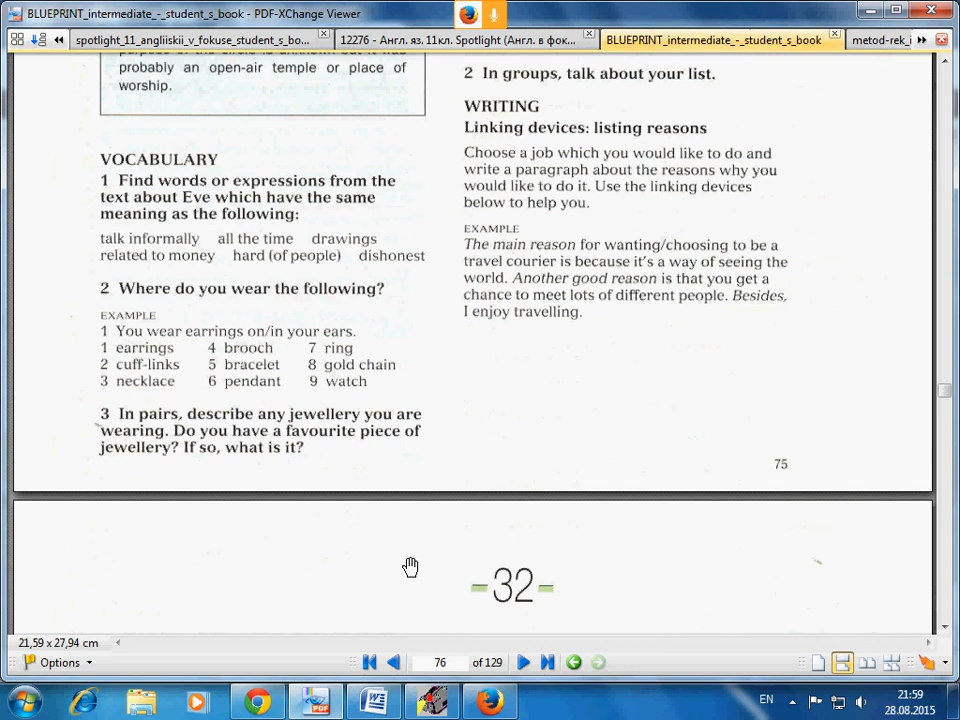 BLUEPRINT_intermediate_-_student_s_book - PDF-XChange Viewer
spotlight_11_angliiskii_v_fokuse_student_s_bo...
12276 - Англ. яз. 11кл. Spotlight (Англ. в фок...
BLUEPRINT_intermediate_-_student_s_book
metod-rek_i
probably an open-air temple or place of
worship.
VOCABULARY
1 Find words or expressions from the
text about Eve which have the same
meaning as the following:
talk informally all the time drawings
related to money hard (of people) dishonest
2 Where do you wear the following?
EXAMPLE
1 You wear earrings on/in your ears.
1 earrings 4 brooch 7 ring
2 cuff-links 5 bracelet 8 gold chain
3 necklace 6 pendant 9 watch
3 In pairs, describe any jewellery you are
wearing. Do you have a favourite piece of
jewellery? If so, what is it?
2 In groups, talk about your list.
WRITING
Linking devices: listing reasons
Choose a job which you would like to do and
write a paragraph about the reasons why you
would like to do it. Use the linking devices
below to help you.
EXAMPLE
The main reason for wanting/choosing to be a
travel courier is because it's a way of seeing the
world. Another good reason is that you get a
chance to meet lots of different people. Besides,
I enjoy travelling.
75
-32-
21,59 x 27,94 cm
Options
76 of 129
PDF
EN
21:59
28.08.2015